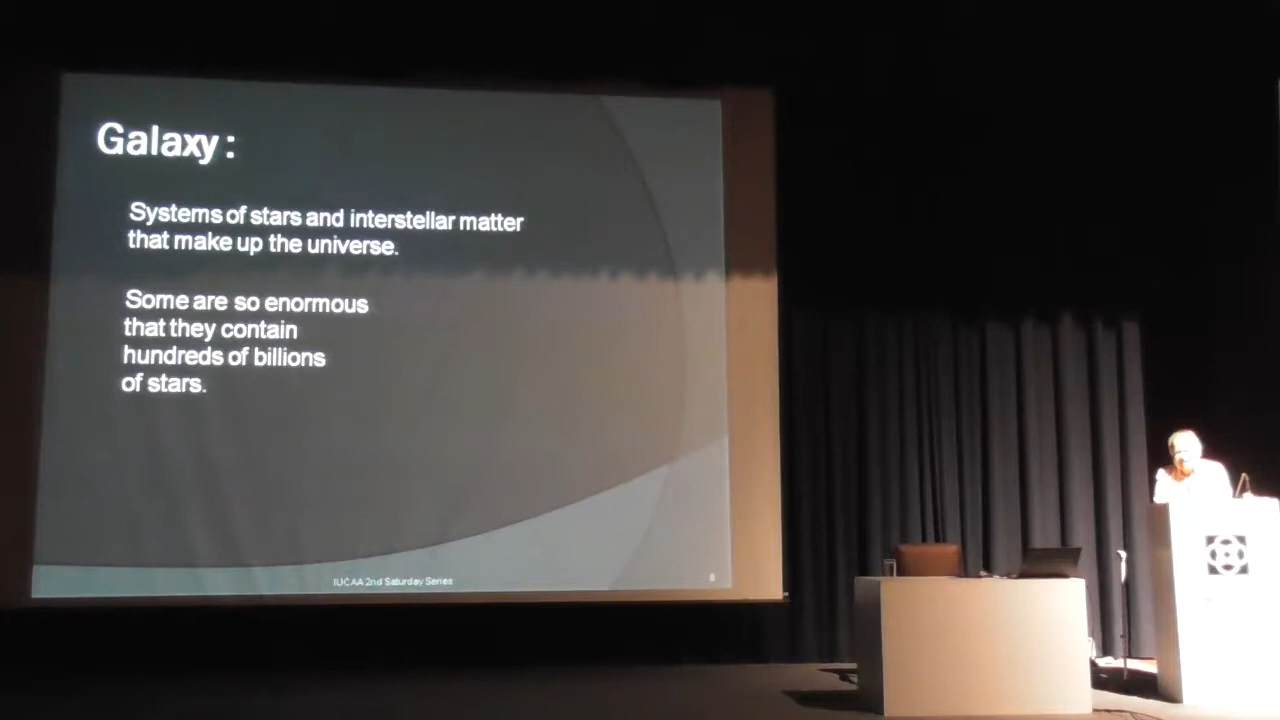 Galaxy :
Systems of stars and interstellar matter
that make up the universe.
Some are so enormous
that they contain
hundreds of billions
of stars.
IUCAA 2nd Saturday Series